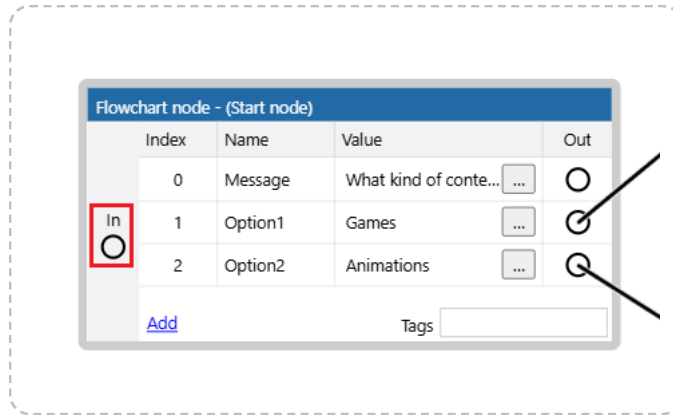 Flowchart node - (Start node)
Index Name Value Out
0 Message What kind of conte... ...
In
1 Option1 Games ...
2 Option2 Animations ...
Add Tags